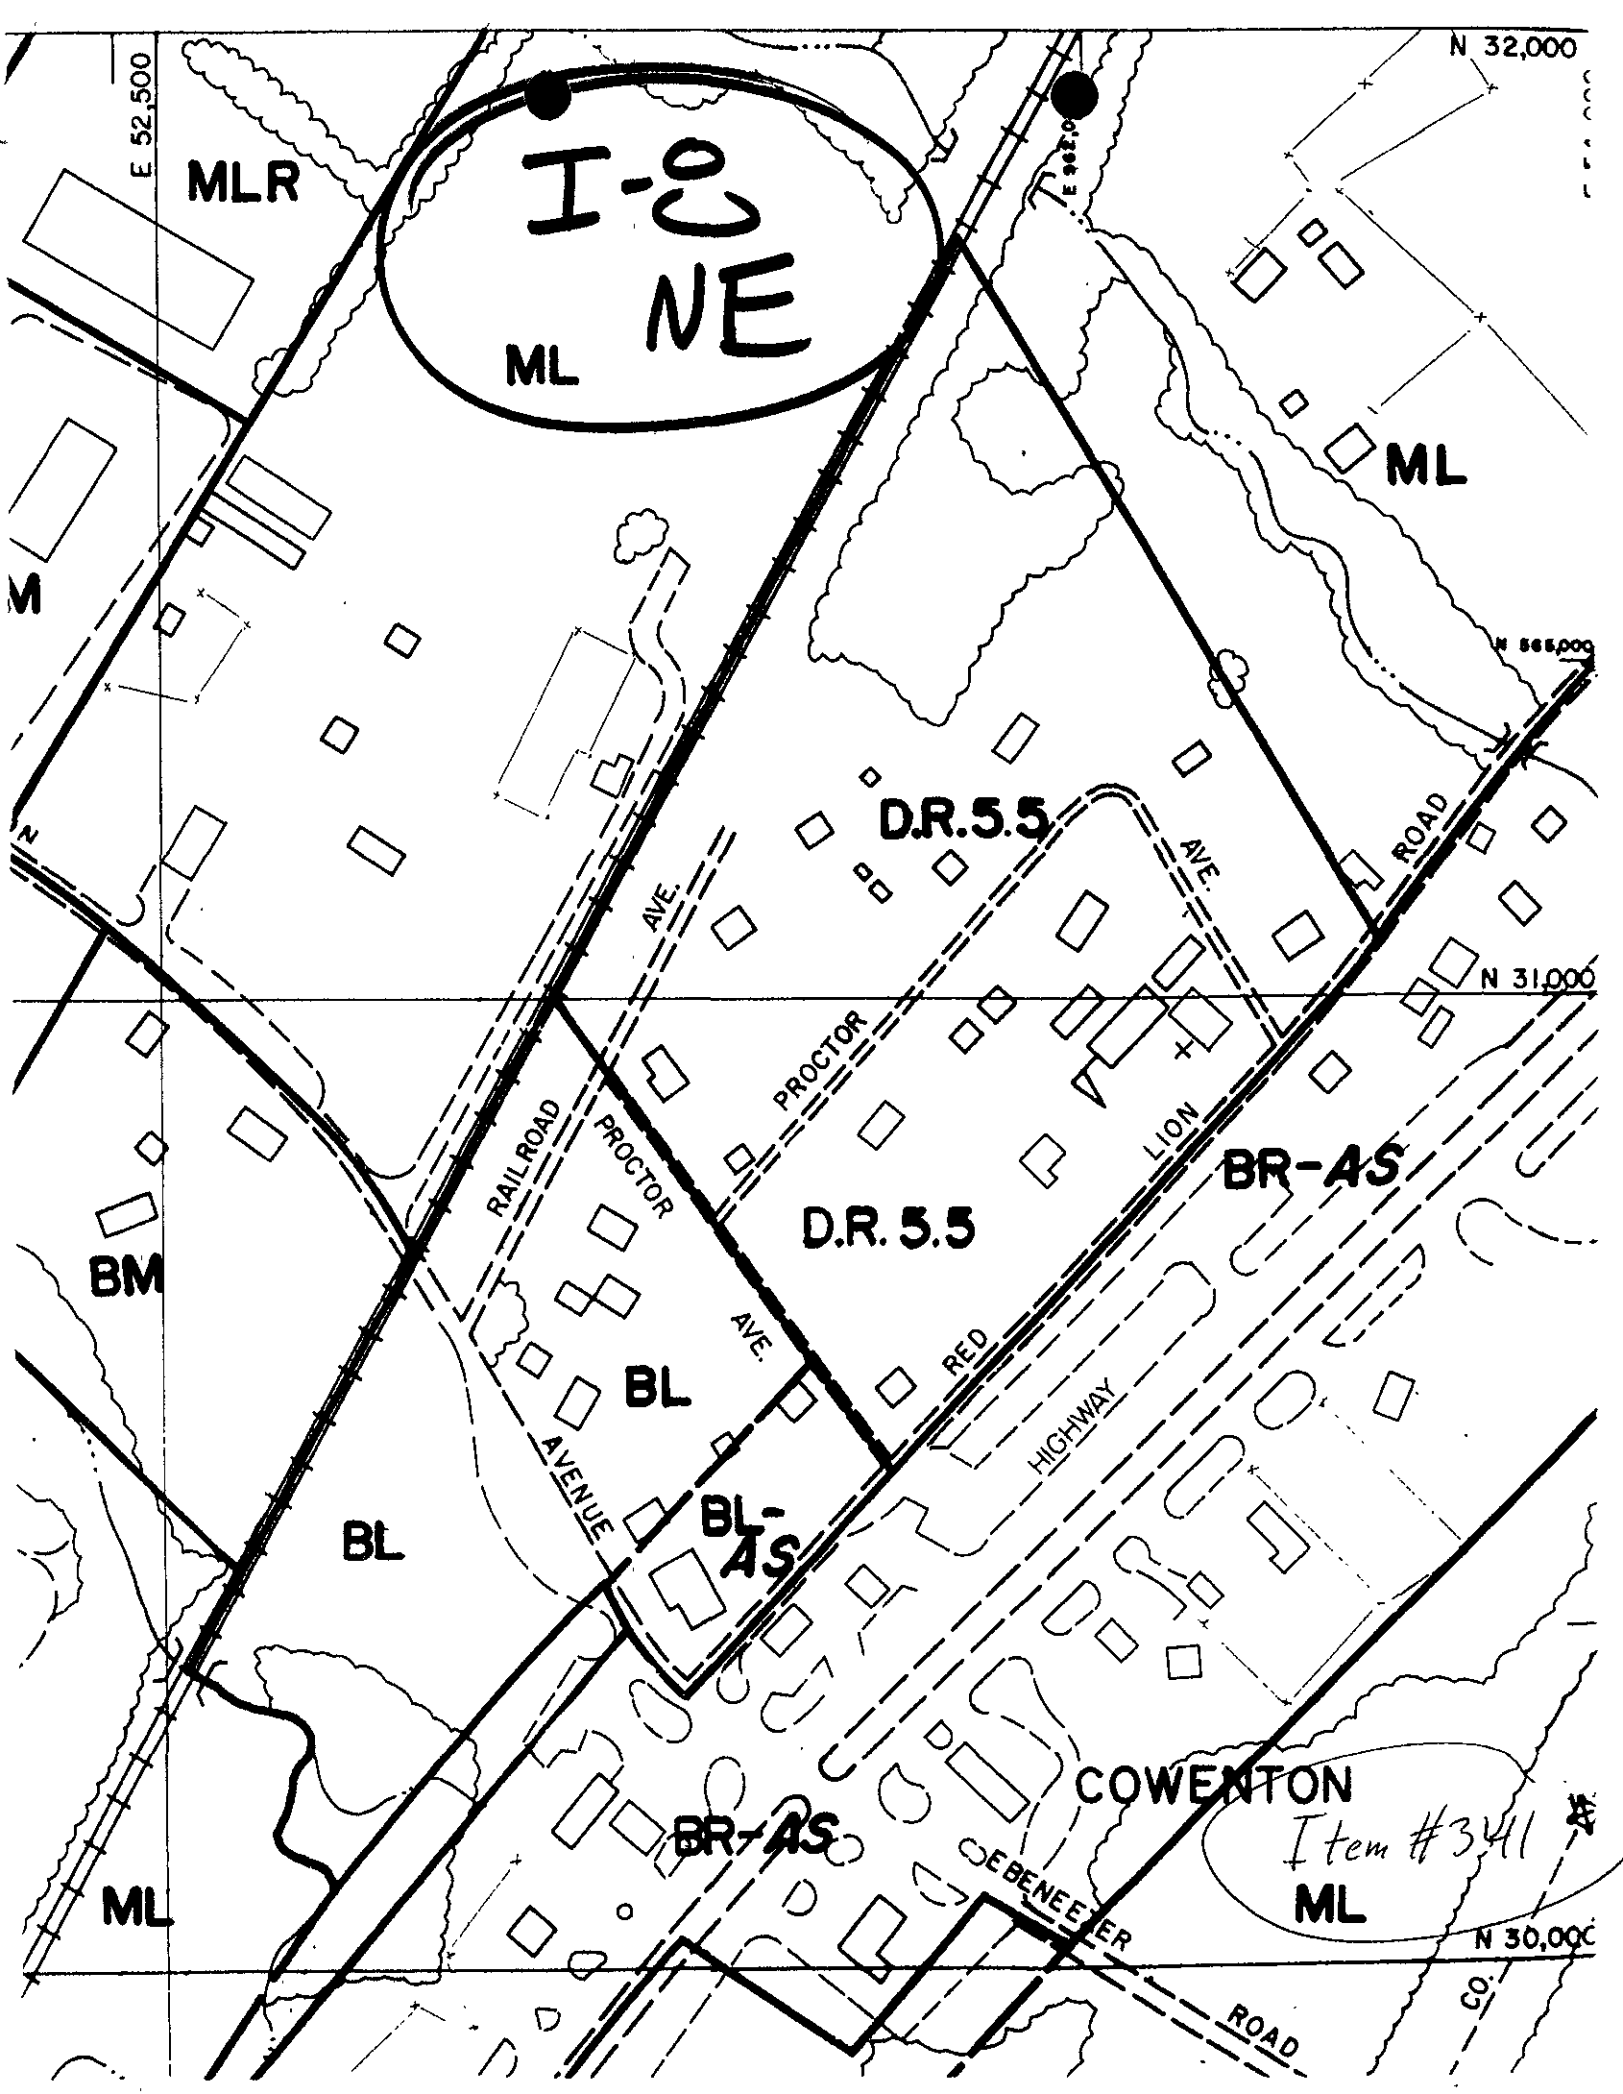 N 32,000
E 52,500
MLR
I-8
NE
ML
ML
M
N 565,000
D.R.5.5
AVE.
ROAD
AVE.
N
N 31,000
PROCTOR
RAILROAD
PROCTOR
LION
BR-AS
D.R. 5.5
BM
AVE.
RED
BL
HIGHWAY
AVENUE
BL-
AS
BL
COWENTON
BR-AS
Item #341
EBENEEZER
ML
ML
N 30,000
CO.
ROAD